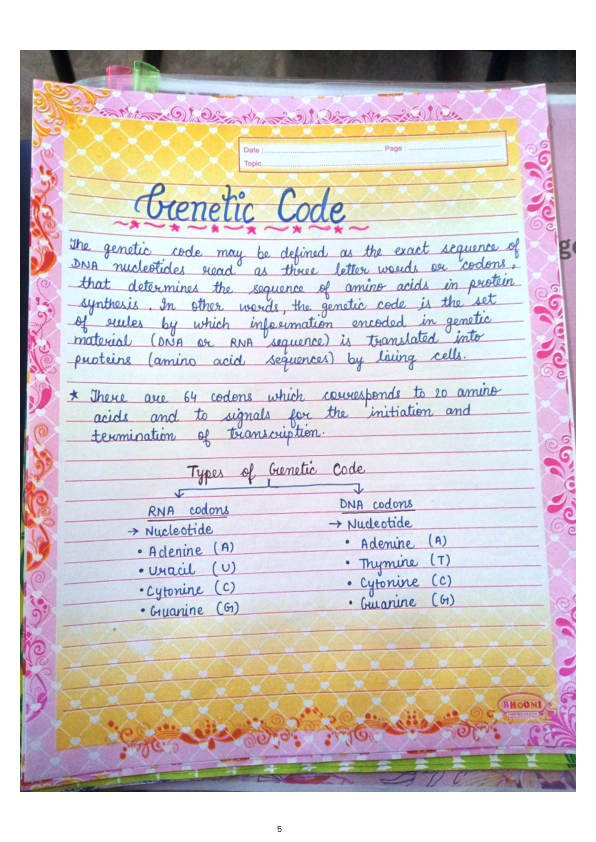 Date : Page :
Topic
Genetic Code
The genetic code may be defined as the exact sequence of
DNA nucleotides read as three letter words or codons,
that determines the sequence of amino acids in protein
synthesis. In other words, the genetic code is the set
of rules by which information encoded in genetic
material (DNA or RNA sequence) is translated into
proteins (amino acid sequences) by living cells.
★ There are 64 codons which corresponds to 20 amino
acids and to signals for the initiation and
termination of transcription.
Types of Genetic Code
RNA codons
→ Nucleotide
• Adenine (A)
• Uracil (U)
• Cytonine (C)
• Guanine (G)
DNA codons
→ Nucleotide
• Adenine (A)
• Thymine (T)
• Cytonine (C)
• Guanine (G)
BHOOMI
5